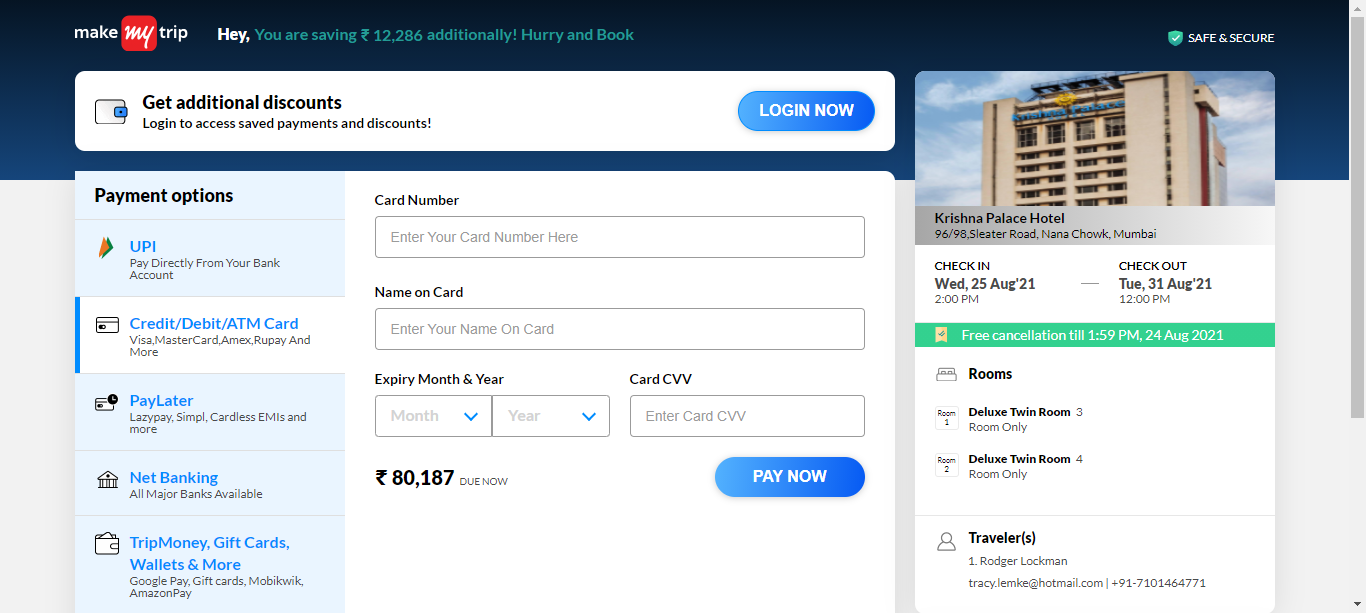 make my trip
Hey, You are saving ₹ 12,286 additionally! Hurry and Book
SAFE & SECURE
Get additional discounts
Login to access saved payments and discounts!
LOGIN NOW
Payment options
UPI
Pay Directly From Your Bank
Account
Credit/Debit/ATM Card
Visa,MasterCard,Amex,Rupay And
More
PayLater
Lazypay, Simpl, Cardless EMIs and
more
Net Banking
All Major Banks Available
TripMoney, Gift Cards,
Wallets & More
Google Pay, Gift cards, Mobikwik,
AmazonPay
Card Number
Enter Your Card Number Here
Name on Card
Enter Your Name On Card
Expiry Month & Year
Card CVV
Month
Year
Enter Card CVV
₹ 80,187 DUE NOW
PAY NOW
Krishna Palace
Krishna Palace Hotel
96/98,Sleater Road, Nana Chowk, Mumbai
CHECK IN
Wed, 25 Aug'21
2:00 PM
CHECK OUT
Tue, 31 Aug'21
12:00 PM
Free cancellation till 1:59 PM, 24 Aug 2021
Rooms
Room
1
Deluxe Twin Room 3
Room Only
Room
2
Deluxe Twin Room 4
Room Only
Traveler(s)
1. Rodger Lockman
tracy.lemke@hotmail.com | +91-7101464771